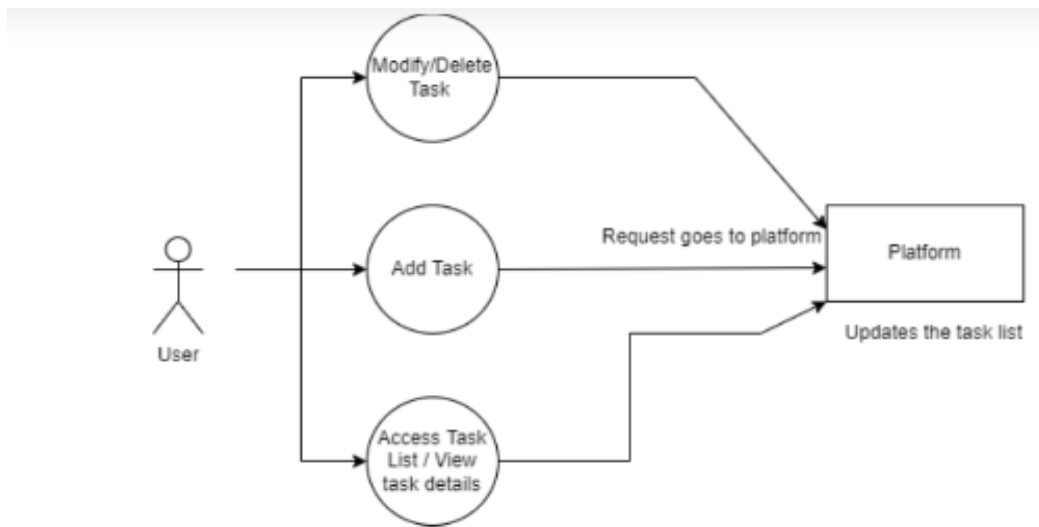 Modify/Delete
Task
Request goes to platform
Platform
Add Task
Updates the task list
User
Access Task
List / View
task details